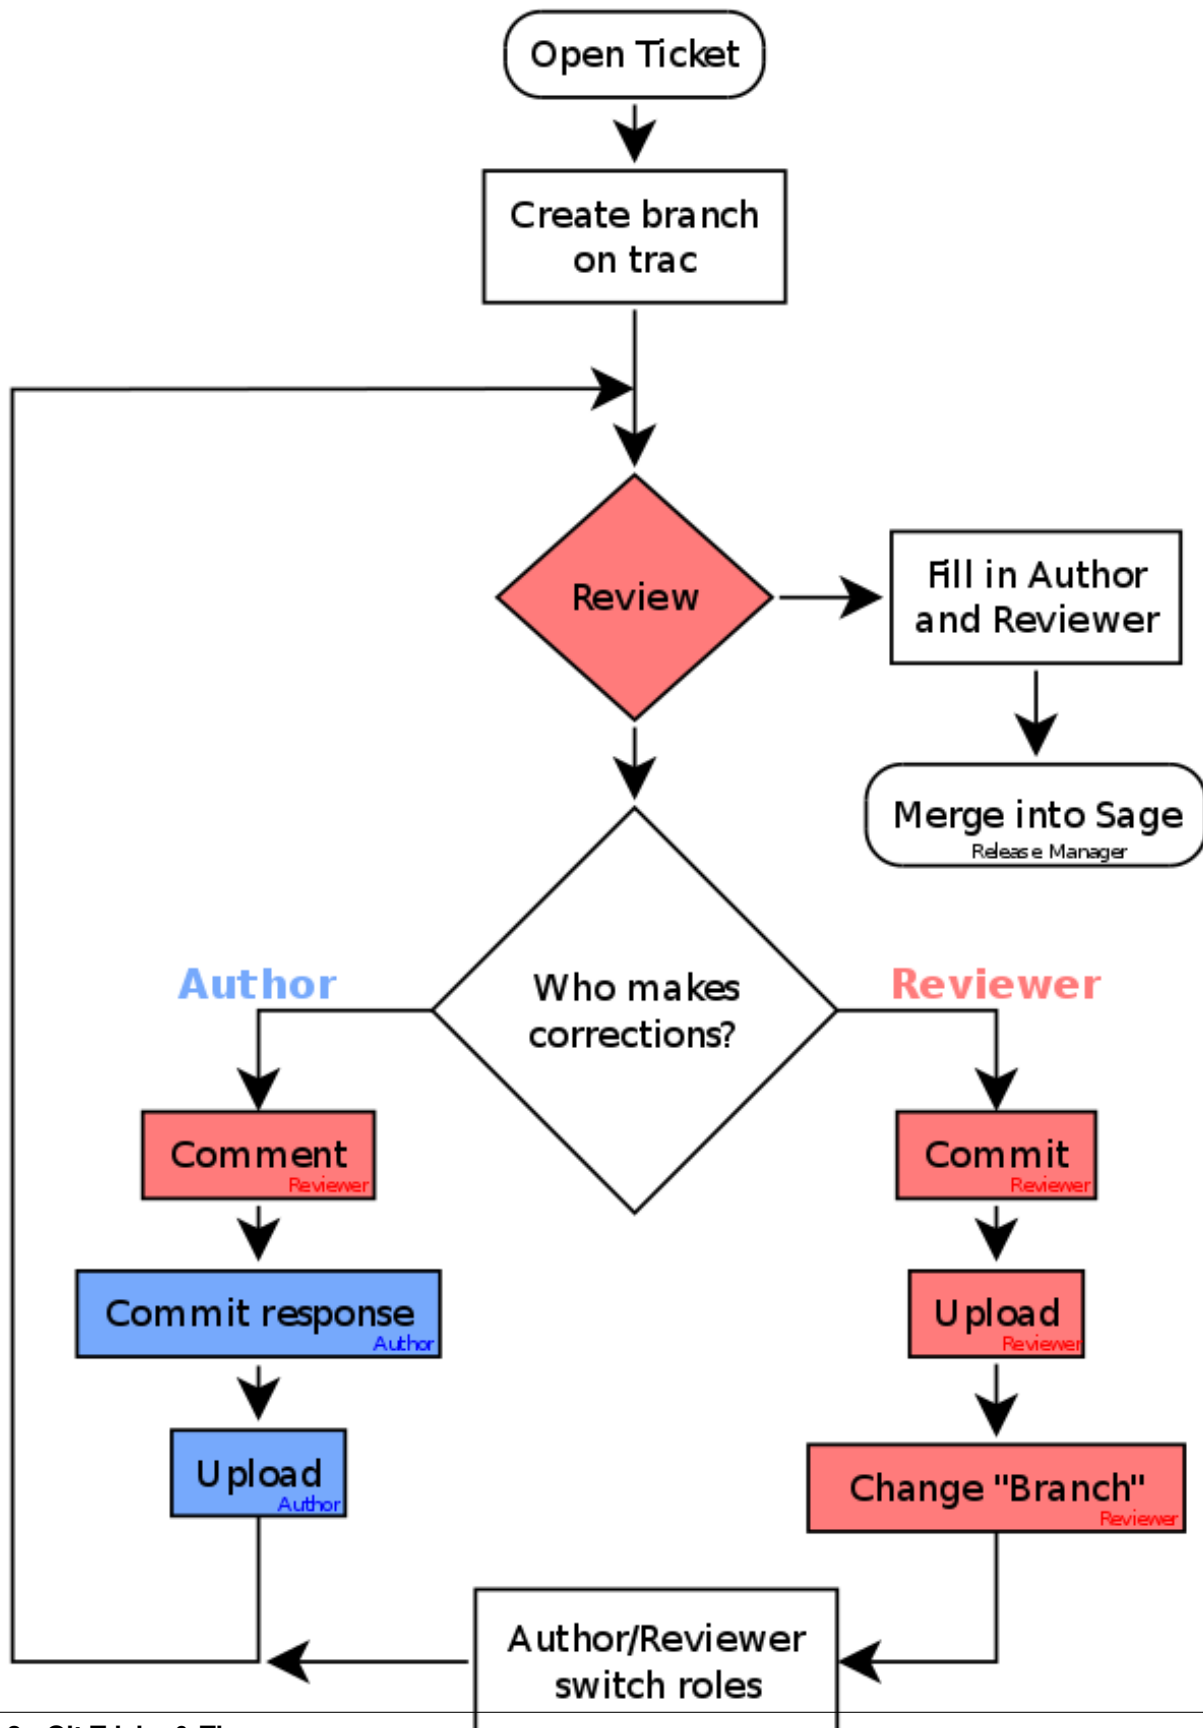 Open Ticket
Create branch
on trac
Review
Fill in Author
and Reviewer
Merge into Sage
Release Manager
Author
Who makes
corrections?
Reviewer
Comment
Reviewer
Commit response
Author
Upload
Author
Commit
Reviewer
Upload
Reviewer
Change "Branch"
Reviewer
Author/Reviewer
switch roles